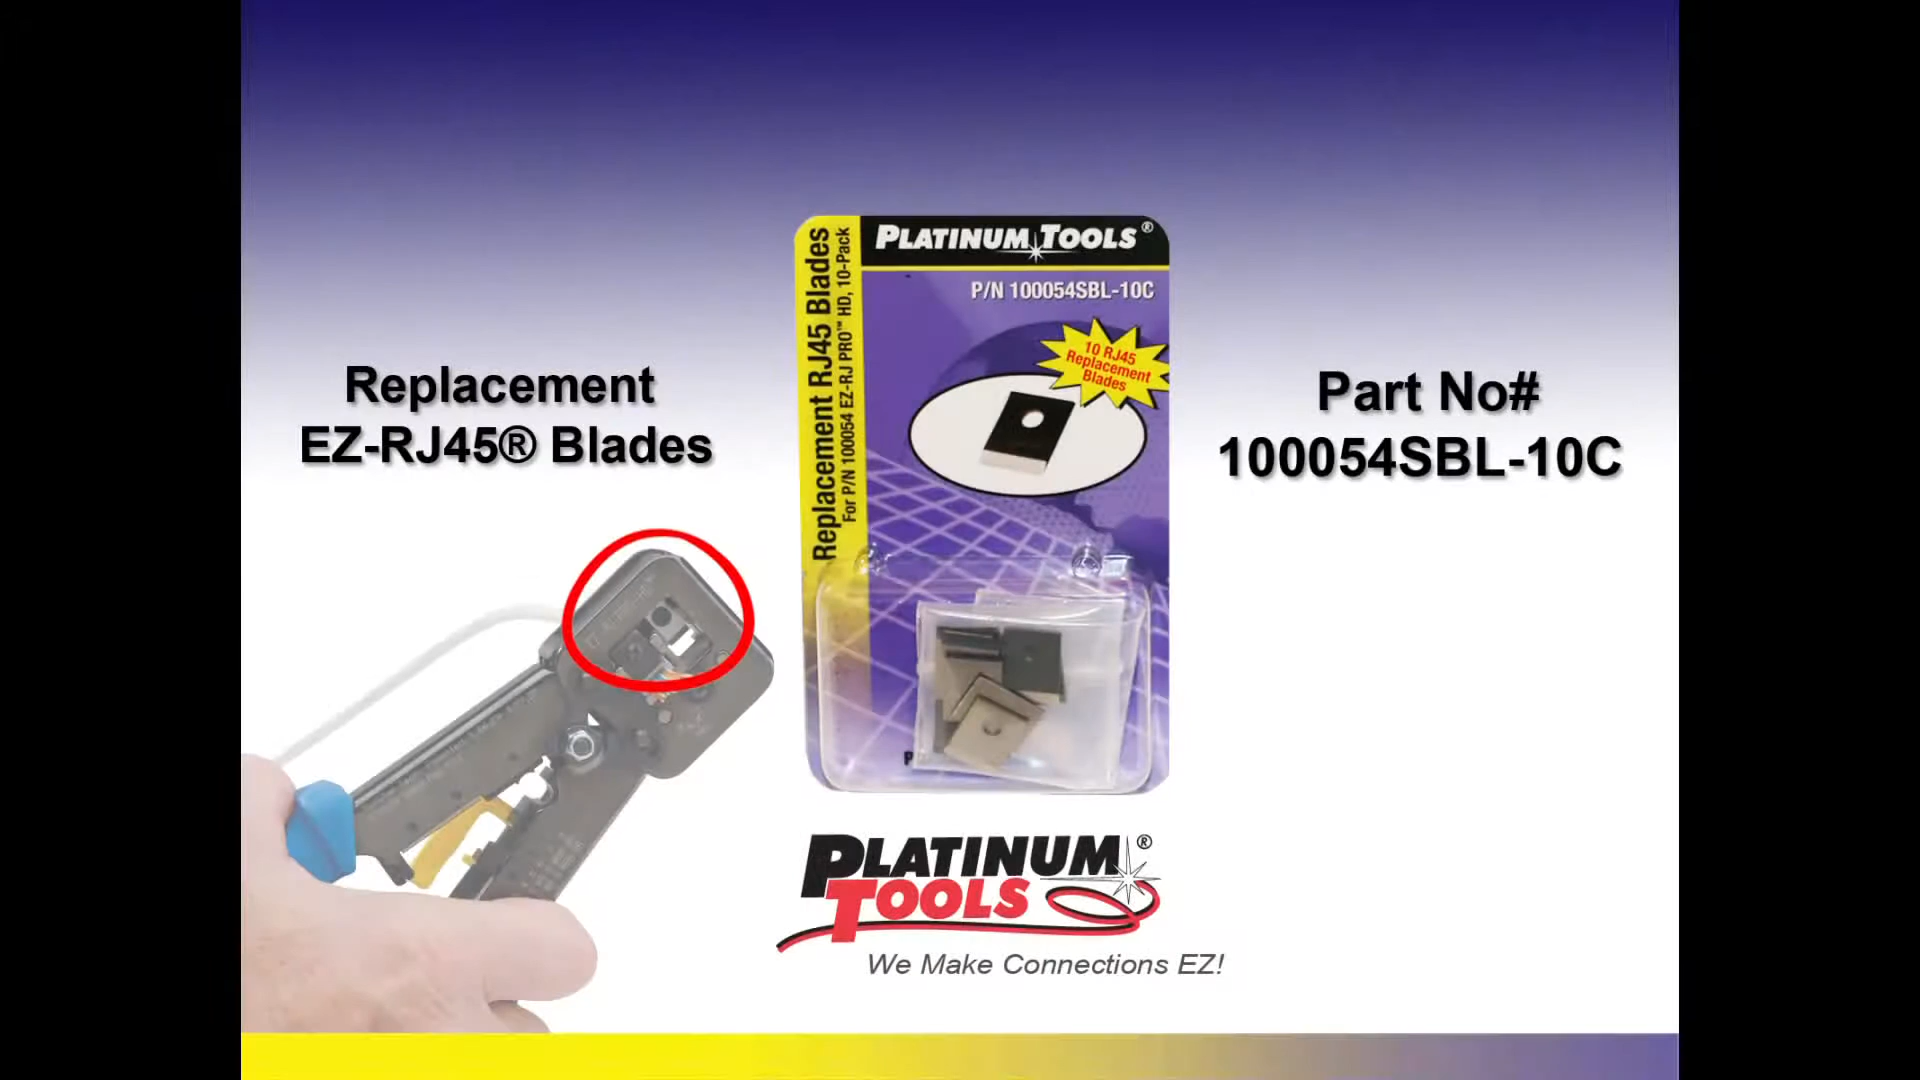 Replacement
EZ-RJ45® Blades
Replacement RJ45 Blades
For P/N 100054 EZ-RJ PRO™ HD, 10-Pack
PLATINUM TOOLS®
P/N 100054SBL-10C
10 RJ45
Replacement
Blades
Part No#
100054SBL-10C
PLATINUM®
TOOLS
We Make Connections EZ!